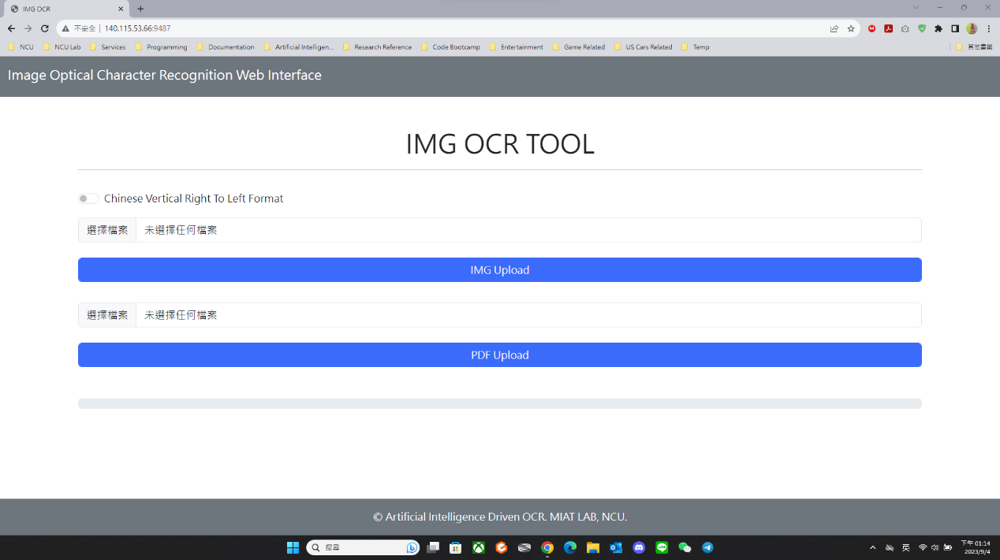 IMG OCR
不安全 | 140.115.53.66:9487
NCU NCU Lab Services Programming Documentation Artificial Intelligen... Research Reference Code Bootcamp Entertainment Game Related US Cars Related Temp 其他書籤
Image Optical Character Recognition Web Interface
IMG OCR TOOL
Chinese Vertical Right To Left Format
選擇檔案 未選擇任何檔案
IMG Upload
選擇檔案 未選擇任何檔案
PDF Upload
© Artificial Intelligence Driven OCR. MIAT LAB, NCU.
搜尋 英 下午 01:14
2023/9/4